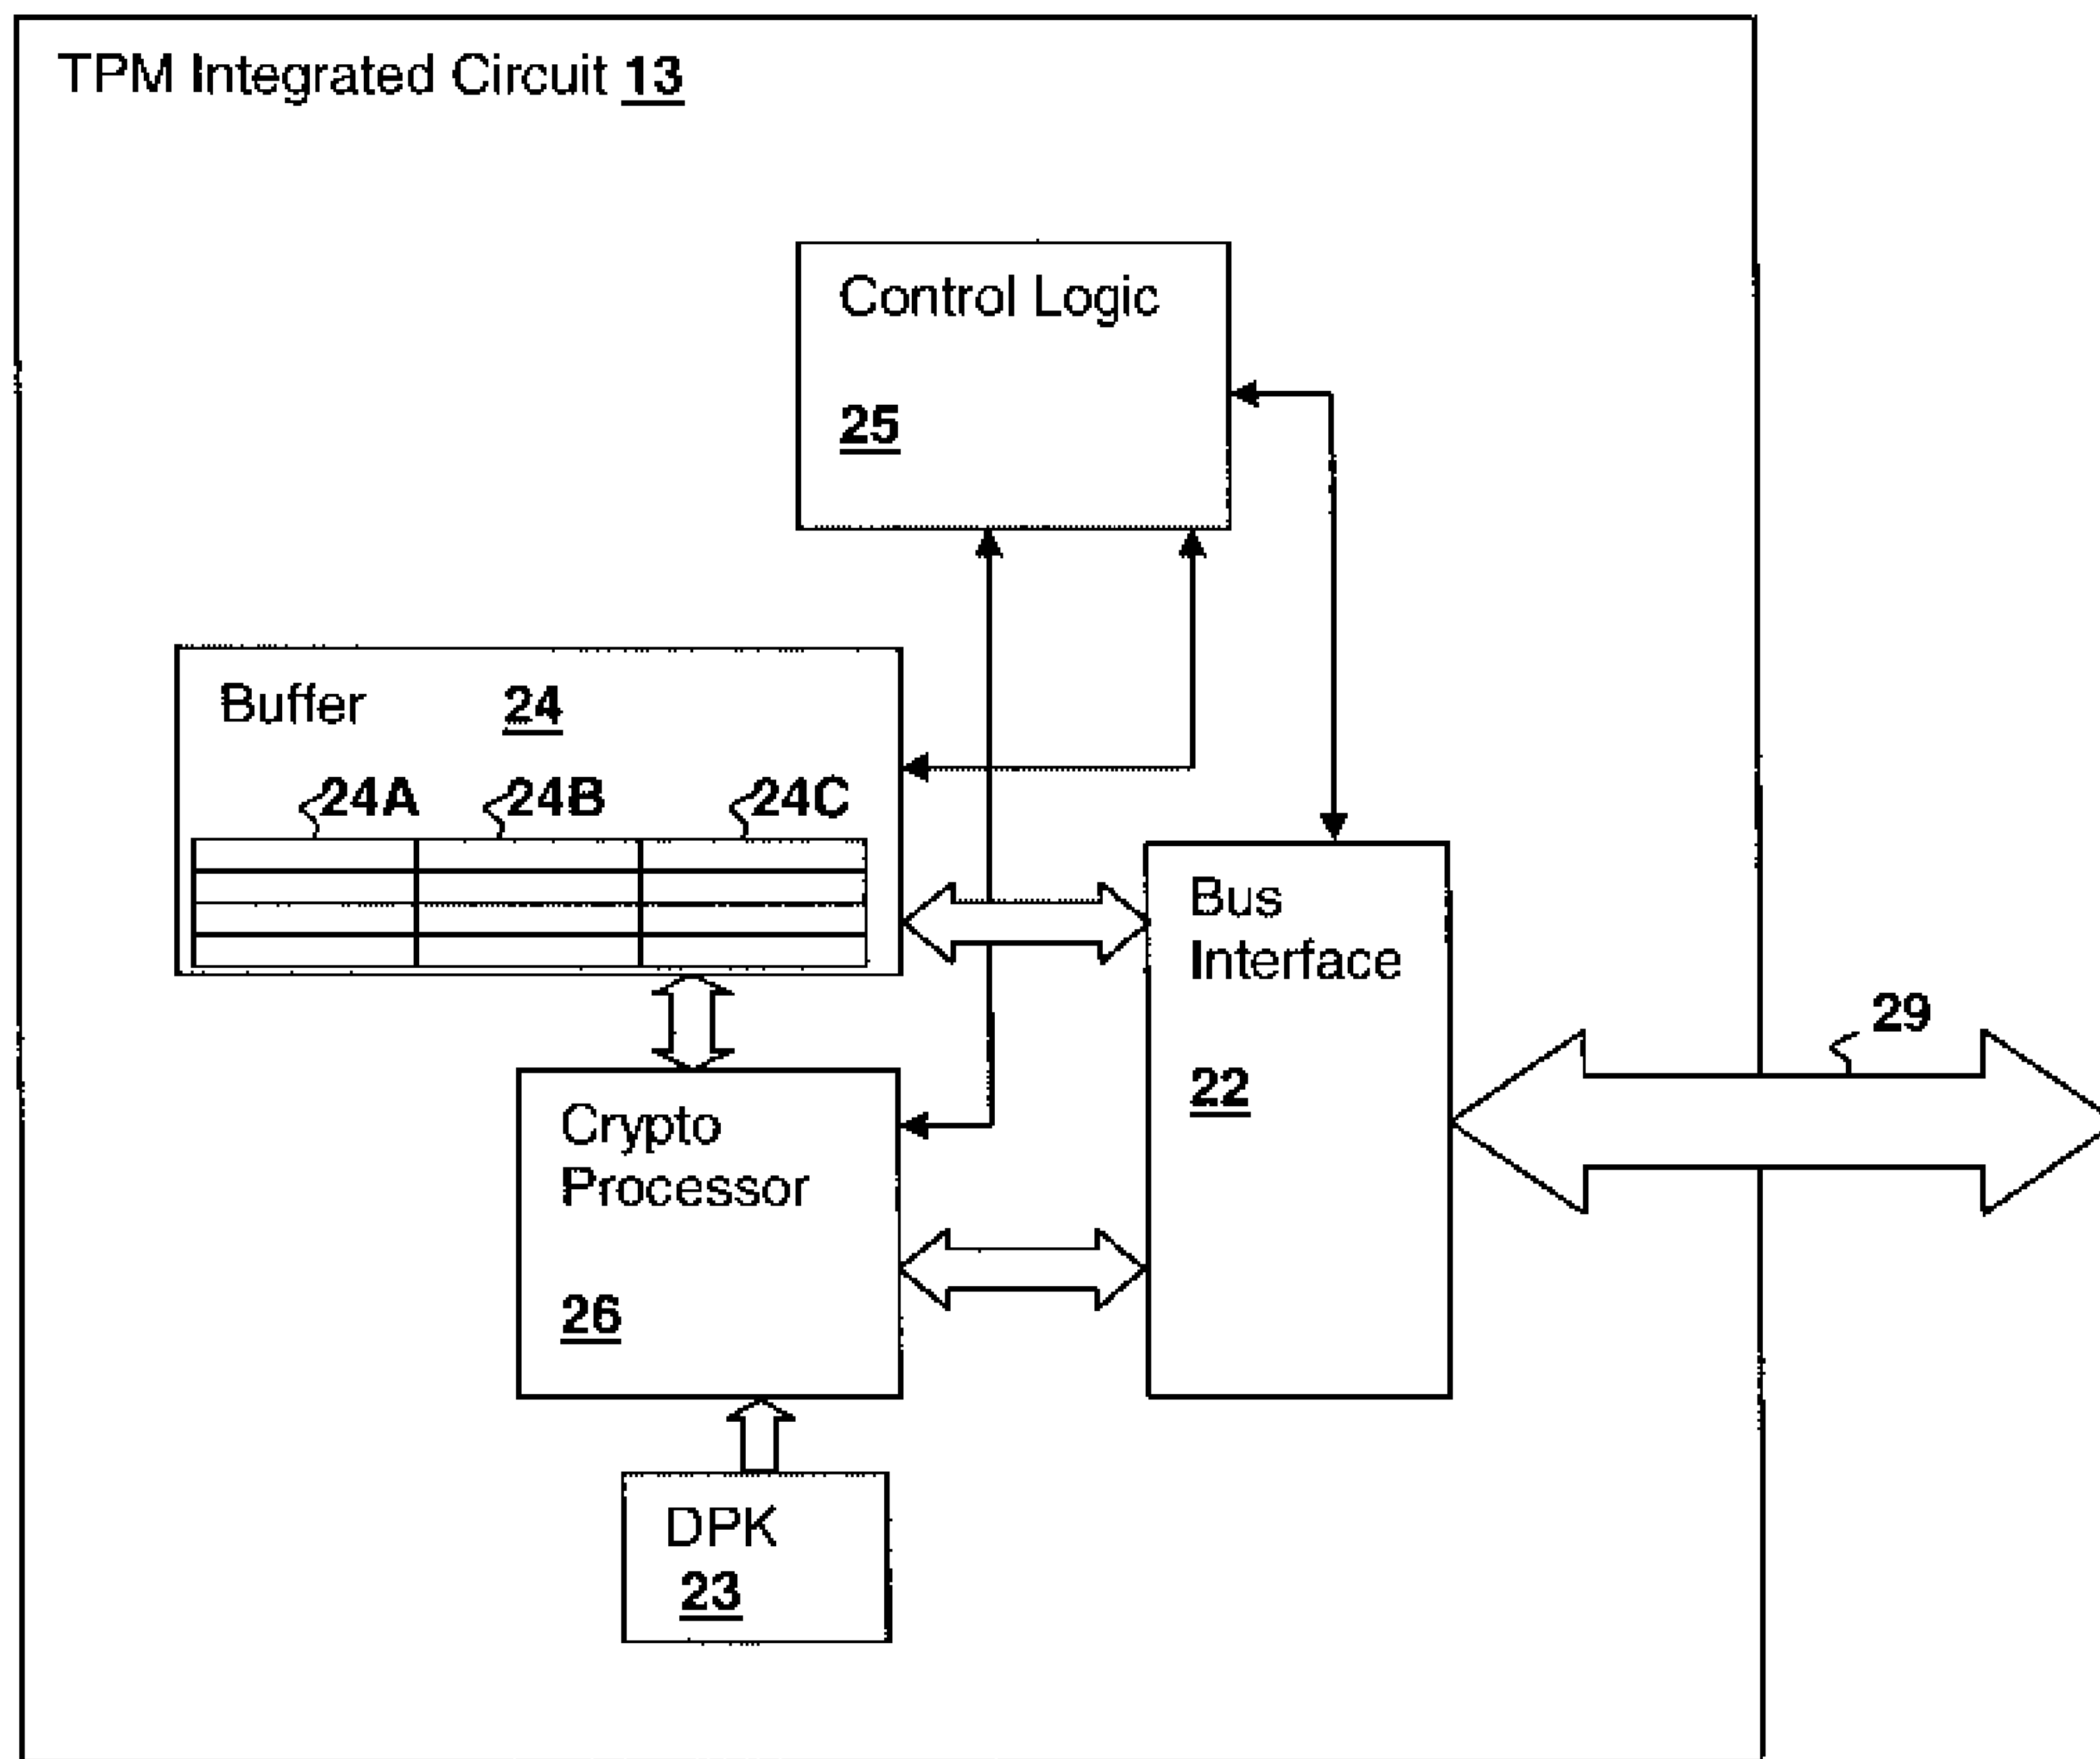 TPM Integrated Circuit 13
Control Logic
25
Buffer 24
24A 24B 24C
Bus
Interface
22
29
Crypto
Processor
26
DPK
23